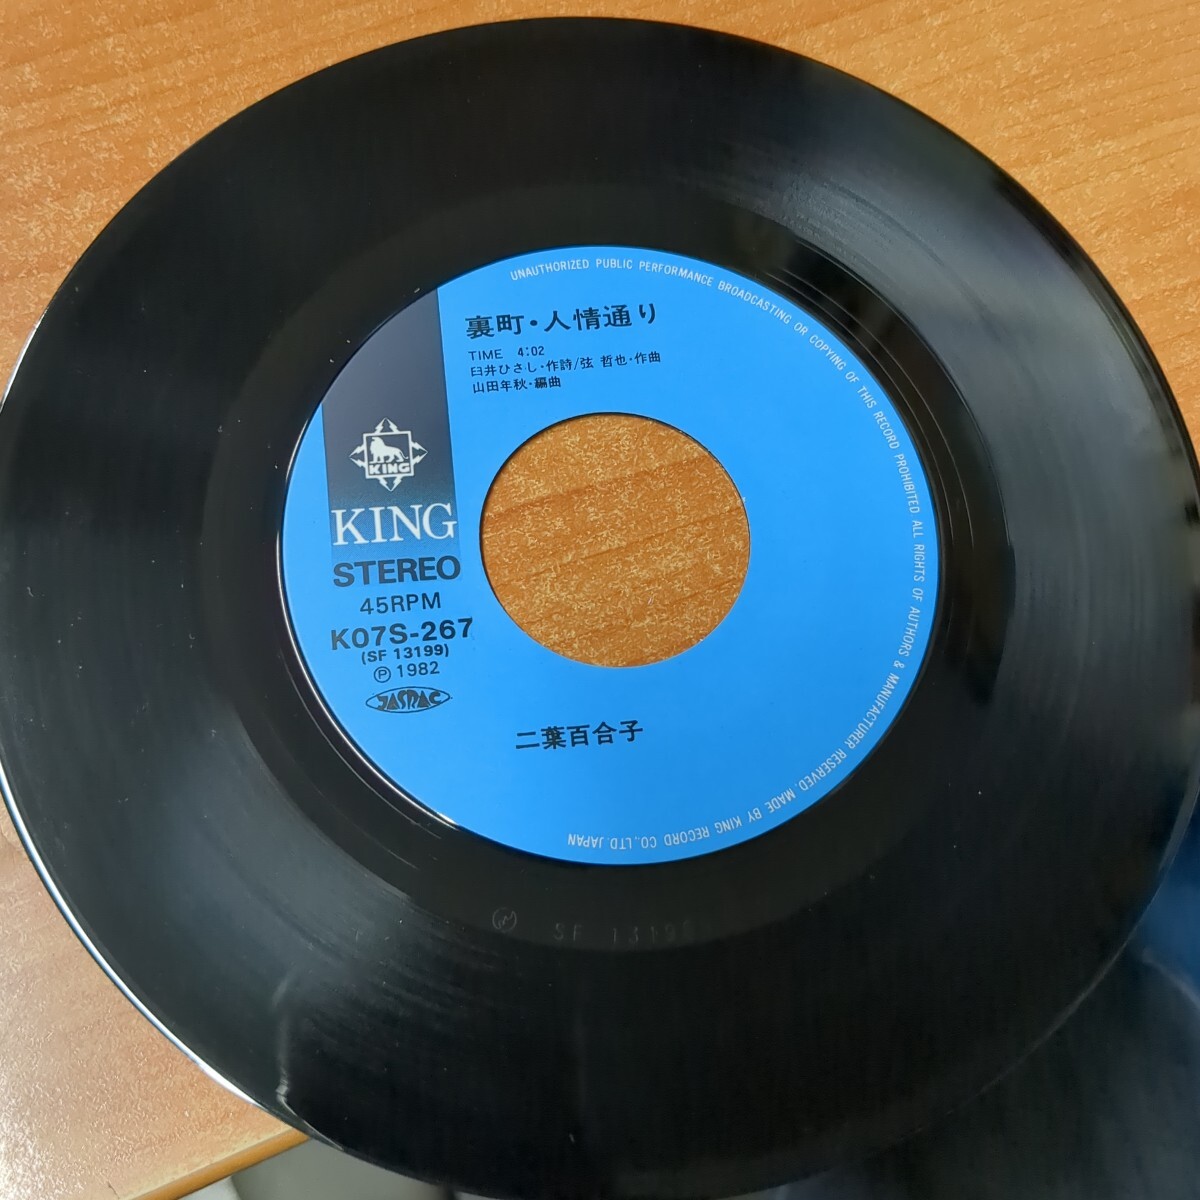 UNAUTHORIZED PUBLIC PERFORMANCE BROADCASTING OR COPYING OF THIS RECORD PROHIBITED ALL RIGHTS OF AUTHORS & MANUFACTURER RESERVED. MADE BY KING RECORD CO.,LTD. JAPAN
裏町・人情通り
TIME 4:02
臼井ひさし・作詩/弦 哲也・作曲
山田年秋・編曲
KING
KING
STEREO
45RPM
K07S-267
(SF 13199)
Ⓟ 1982
JASRAC
二葉百合子
SF 13199